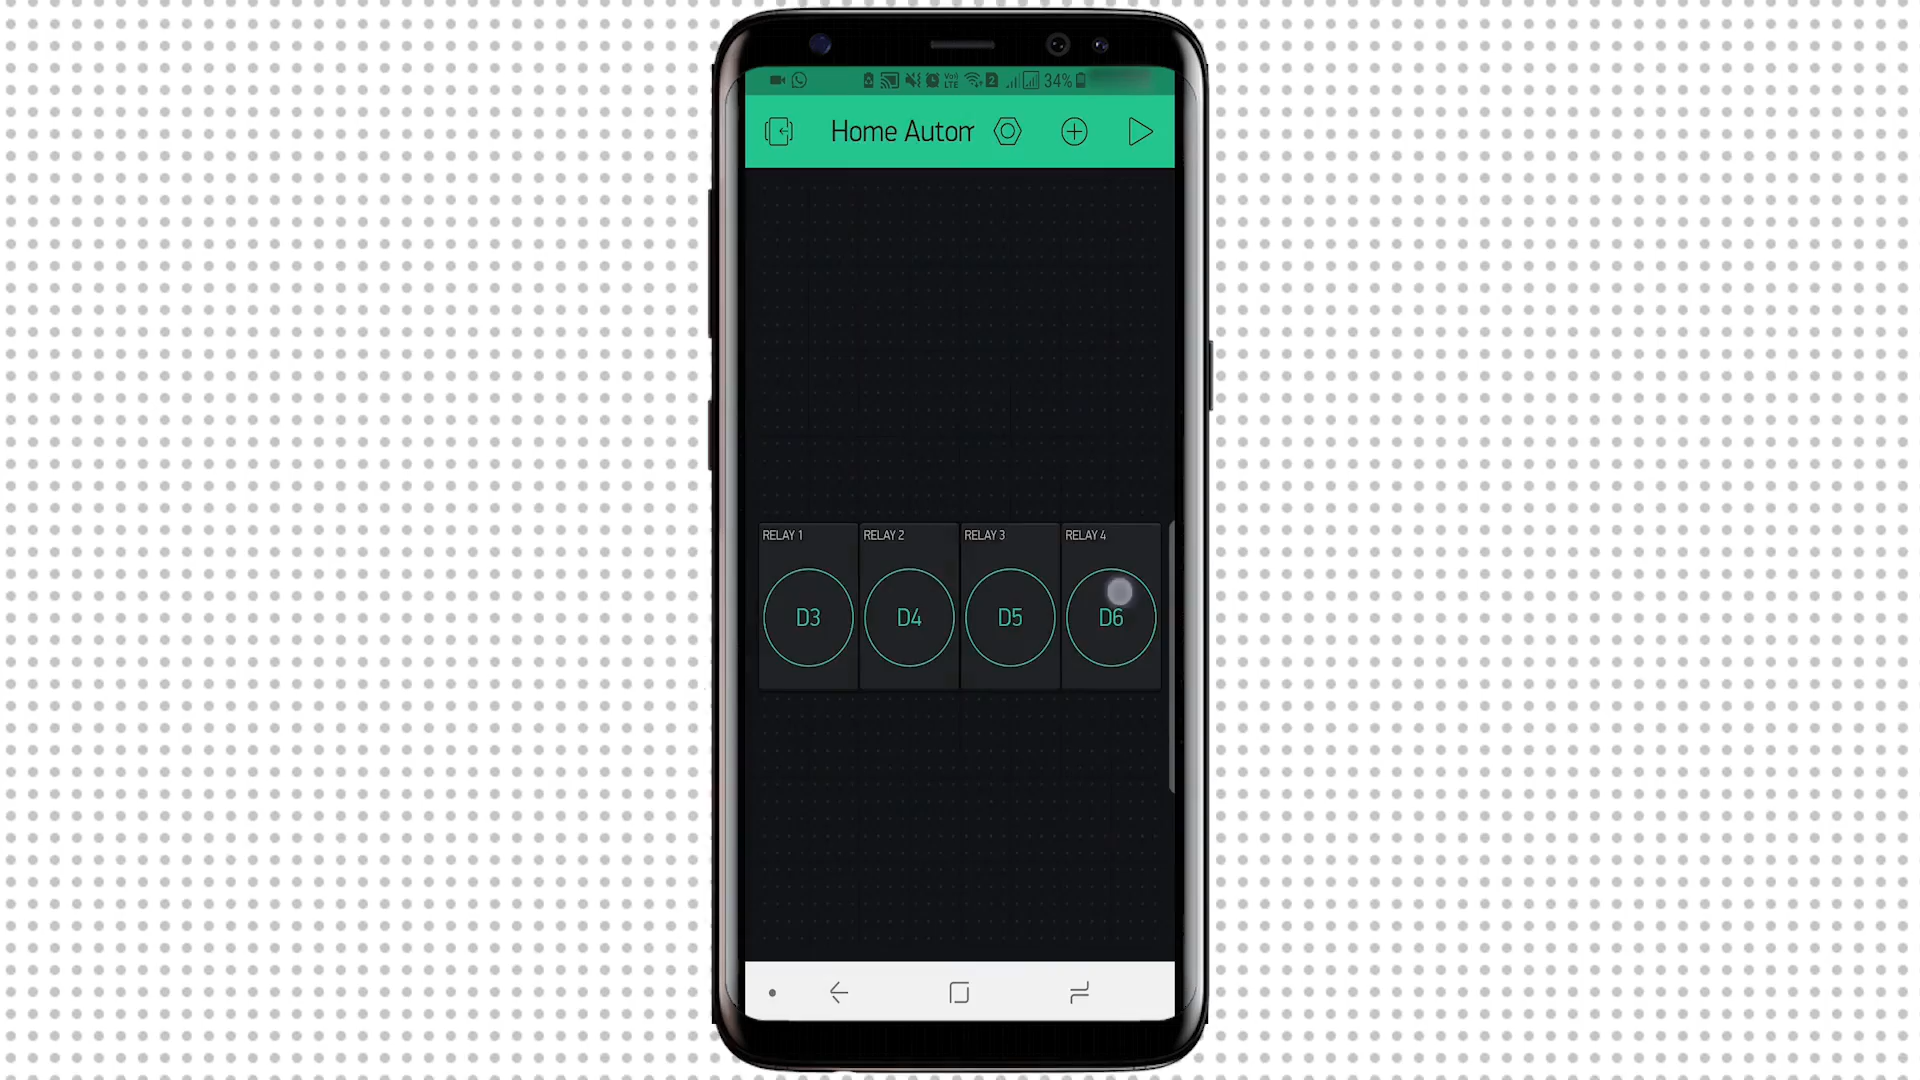 34%
Home Autom
RELAY 1 RELAY 2 RELAY 3 RELAY 4
D3 D4 D5 D6